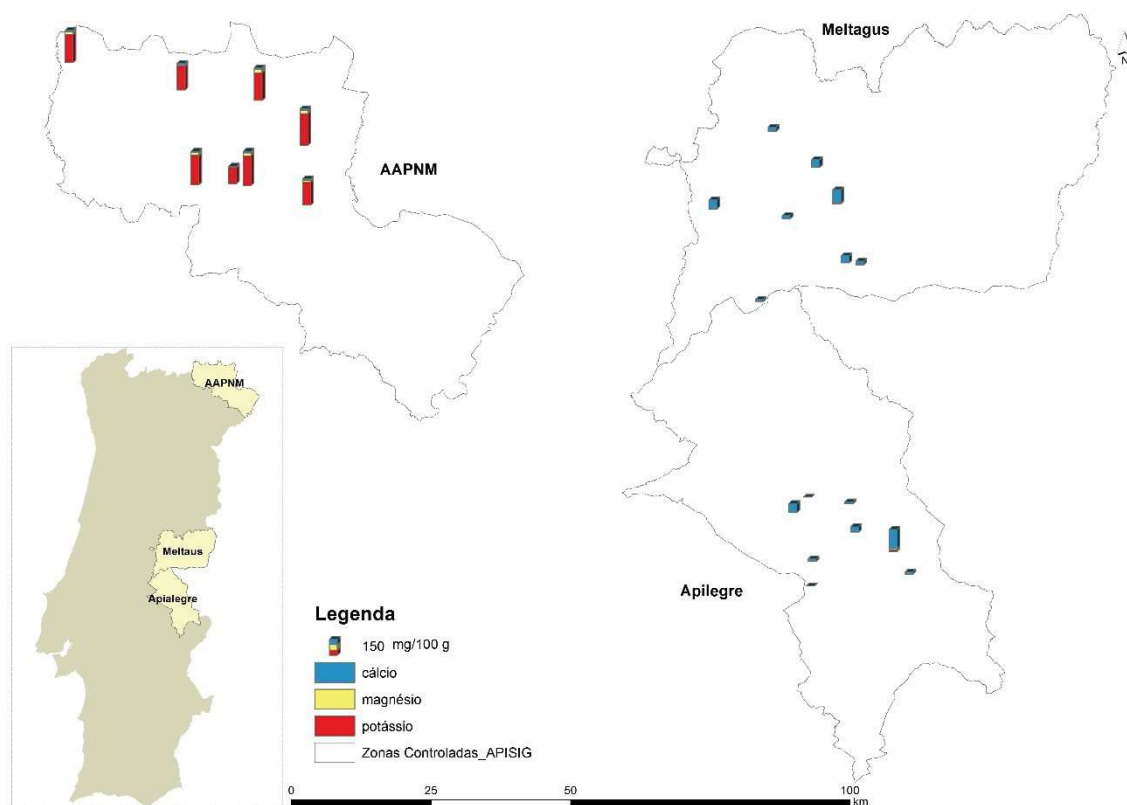 Meltagus
N
AAPNM
AAPNM
Meltaus
Apialegre
Apilegre
Legenda
150 mg/100 g
cálcio
magnésio
potássio
Zonas Controladas_APISIG
0 25 50 100
km